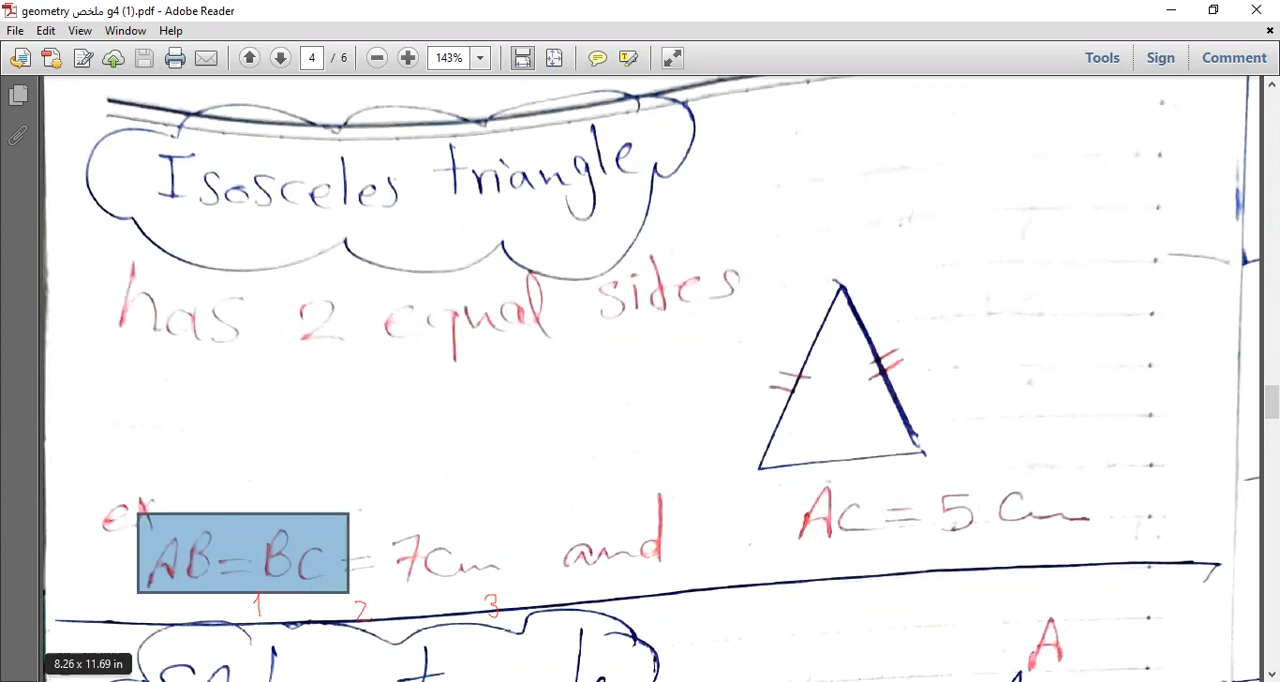 geometry ملخص g4 (1).pdf - Adobe Reader
File Edit View Window Help
4 / 6 143% Tools Sign Comment
Isosceles triangle
has 2 equal sides
ex
AB = BC = 7 cm and AC = 5 cm
1 2 3
A
8.26 x 11.69 in